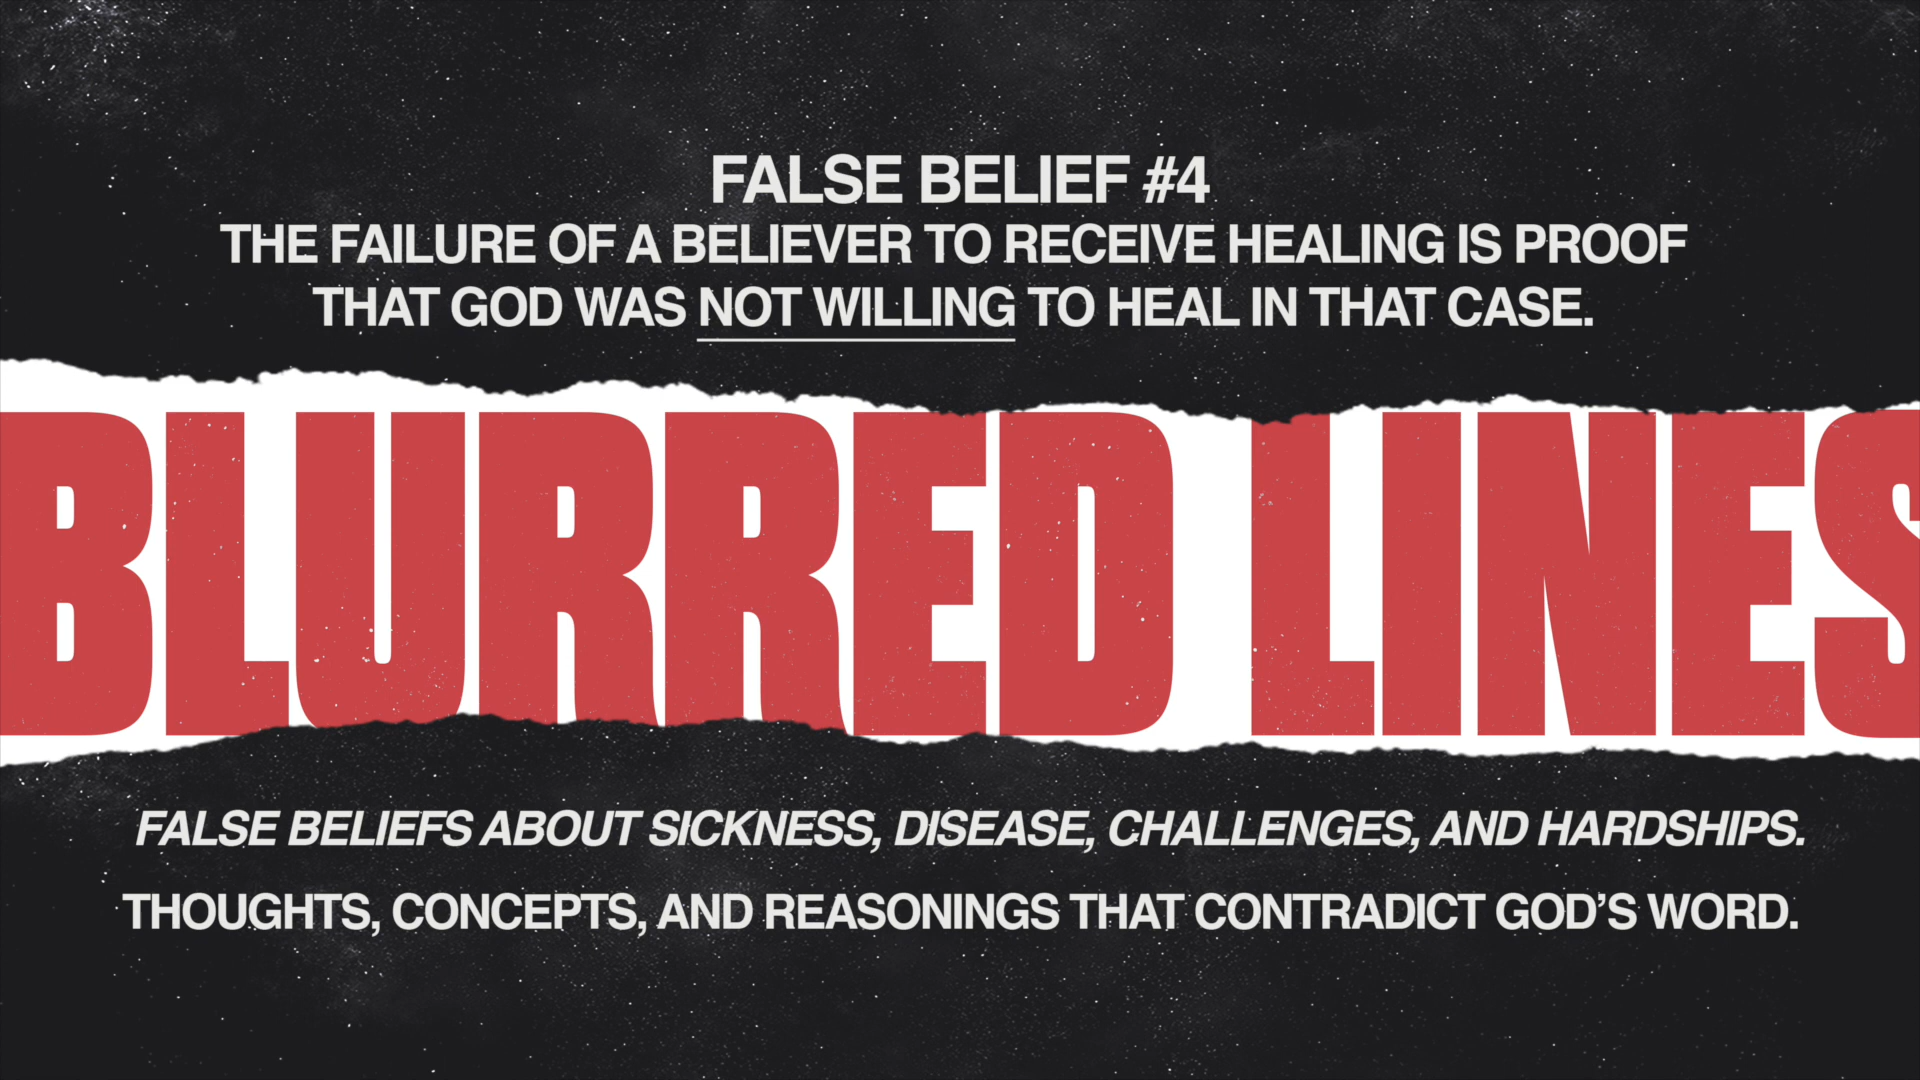 FALSE BELIEF #4
THE FAILURE OF A BELIEVER TO RECEIVE HEALING IS PROOF
THAT GOD WAS NOT WILLING TO HEAL IN THAT CASE.
BLURRED LINES
FALSE BELIEFS ABOUT SICKNESS, DISEASE, CHALLENGES, AND HARDSHIPS.
THOUGHTS, CONCEPTS, AND REASONINGS THAT CONTRADICT GOD’S WORD.